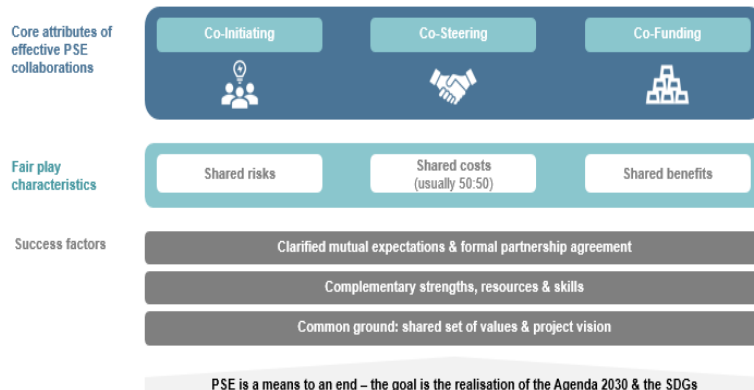 Core attributes of
effective PSE
collaborations
Co-Initiating
Co-Steering
Co-Funding
Fair play
characteristics
Shared risks
Shared costs
(usually 50:50)
Shared benefits
Success factors
Clarified mutual expectations & formal partnership agreement
Complementary strengths, resources & skills
Common ground: shared set of values & project vision
PSE is a means to an end – the goal is the realisation of the Agenda 2030 & the SDGs